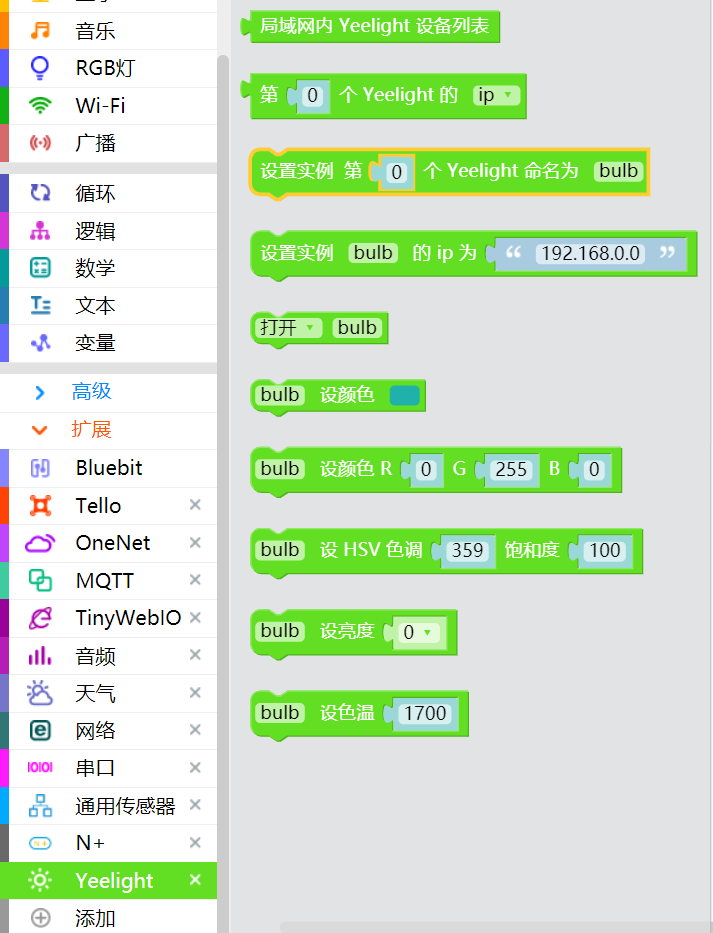 音乐
RGB灯
Wi-Fi
广播
循环
逻辑
数学
文本
变量
高级
扩展
Bluebit
Tello
OneNet
MQTT
TinyWebIO
音频
天气
网络
串口
通用传感器
N+
Yeelight
添加
局域网内 Yeelight 设备列表
第 0 个 Yeelight 的 ip
设置实例 第 0 个 Yeelight 命名为 bulb
设置实例 bulb 的 ip 为 “ 192.168.0.0 ”
打开 bulb
bulb 设颜色
bulb 设颜色 R 0 G 255 B 0
bulb 设 HSV 色调 359 饱和度 100
bulb 设亮度 0
bulb 设色温 1700